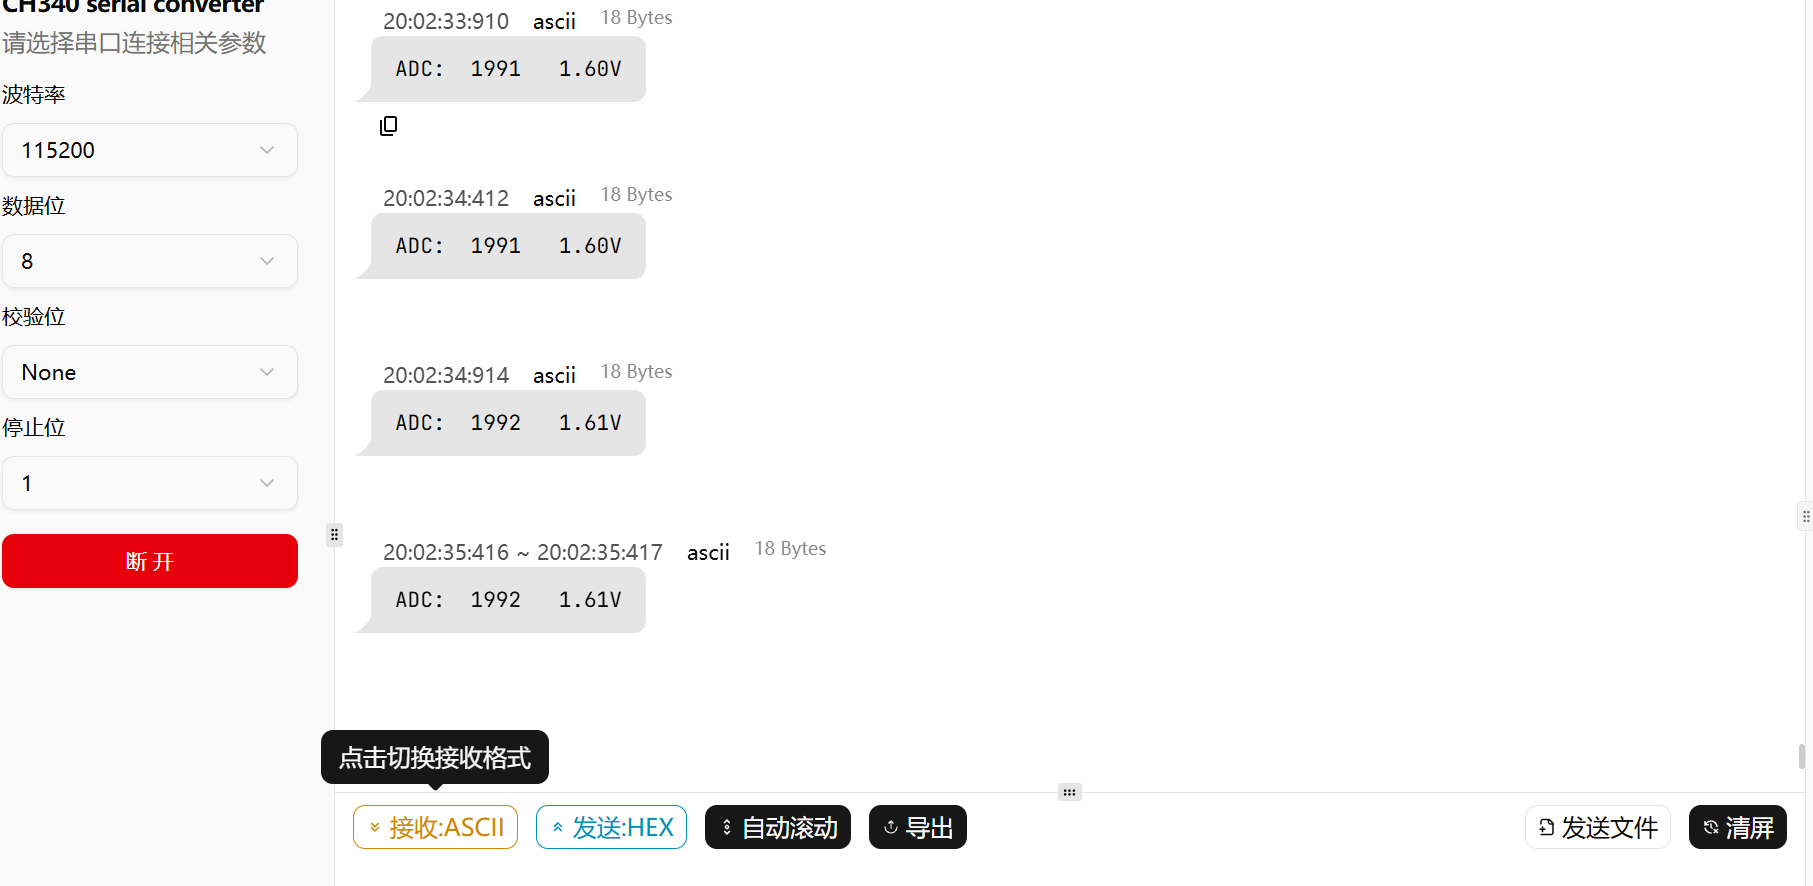 CH340 serial converter
请选择串口连接相关参数
波特率
115200
数据位
8
校验位
None
停止位
1
断 开
20:02:33:910 ascii 18 Bytes
ADC:  1991   1.60V
20:02:34:412 ascii 18 Bytes
ADC:  1991   1.60V
20:02:34:914 ascii 18 Bytes
ADC:  1992   1.61V
20:02:35:416 ~ 20:02:35:417 ascii 18 Bytes
ADC:  1992   1.61V
点击切换接收格式
接收:ASCII 发送:HEX 自动滚动 导出 发送文件 清屏